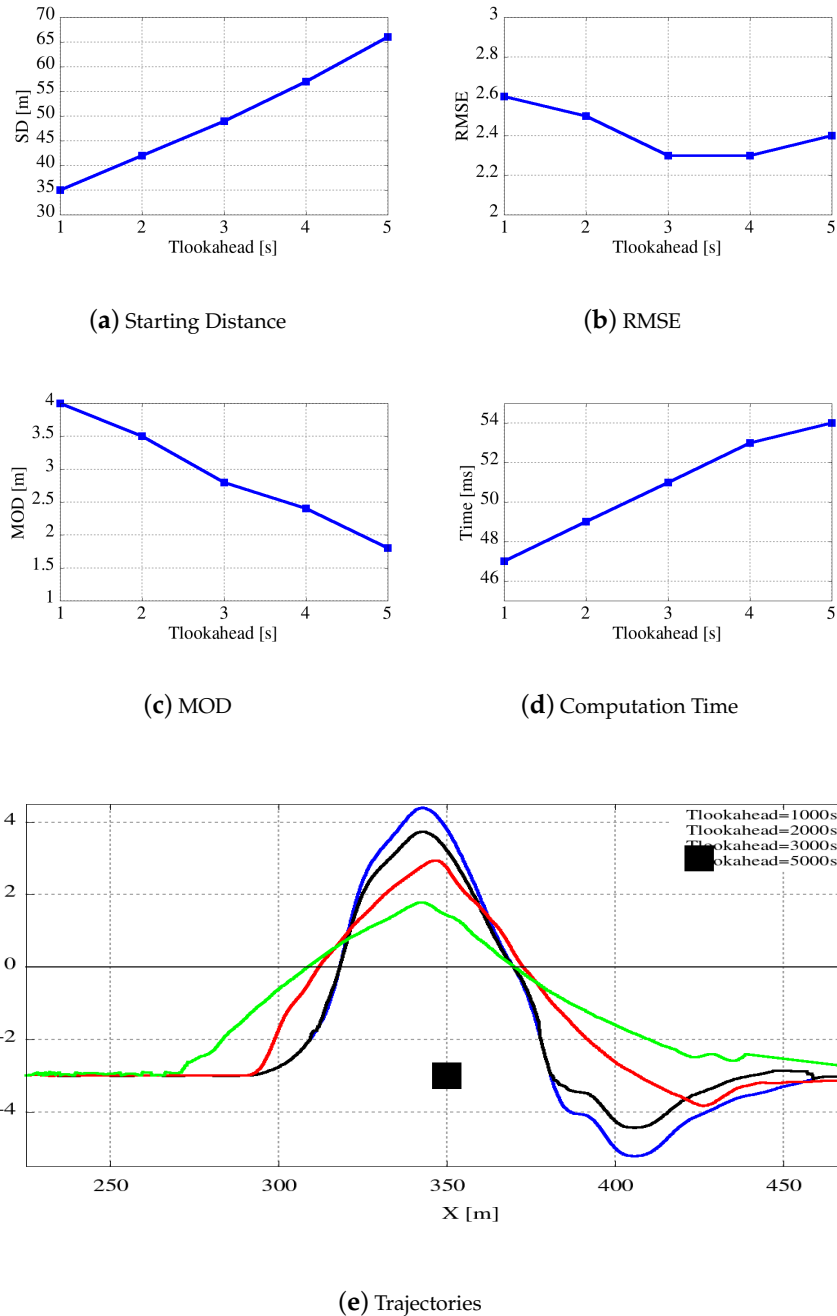 70
65
60
55
50
45
40
35
30
SD [m]
1 2 3 4 5
Tlookahead [s]
(a) Starting Distance
3
2.8
2.6
2.4
2.2
2
RMSE
1 2 3 4 5
Tlookahead [s]
(b) RMSE
4
3.5
3
2.5
2
1.5
1
MOD [m]
1 2 3 4 5
Tlookahead [s]
(c) MOD
54
52
50
48
46
Time [ms]
1 2 3 4 5
Tlookahead [s]
(d) Computation Time
4
2
0
-2
-4
Tlookahead=1000s
Tlookahead=2000s
Tlookahead=3000s
ookahead=5000s
250 300 350 400 450
X [m]
(e) Trajectories